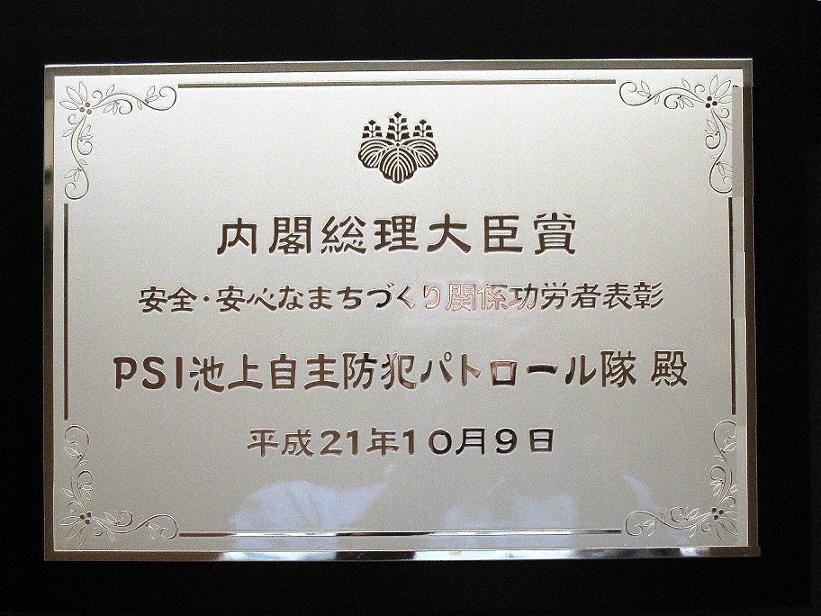 内閣総理大臣賞
安全・安心なまちづくり関係功労者表彰
PSI池上自主防犯パトロール隊 殿
平成21年10月9日